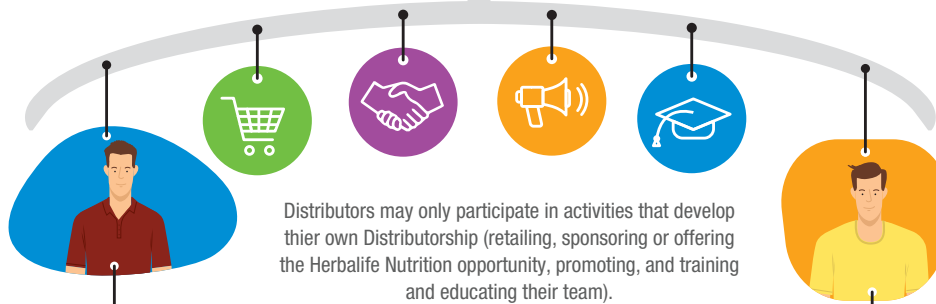 Distributors may only participate in activities that develop
thier own Distributorship (retailing, sponsoring or offering
the Herbalife Nutrition opportunity, promoting, and training
and educating their team).